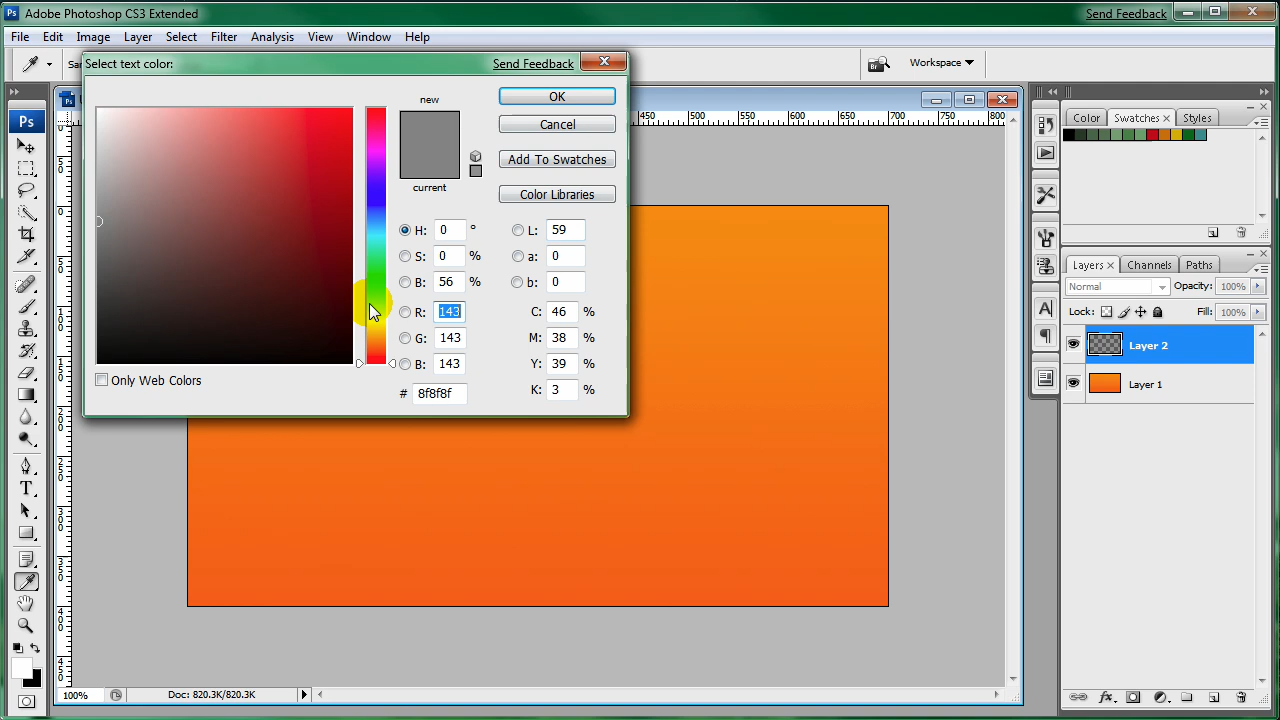 Ps Adobe Photoshop CS3 Extended
Send Feedback
File Edit Image Layer Select Filter Analysis View Window Help
Workspace
Select text color:
Send Feedback
new
current
OK
Cancel
Add To Swatches
Color Libraries
H: 0 °
S: 0 %
B: 56 %
R: 143
G: 143
B: 143
# 8f8f8f
L: 59
a: 0
b: 0
C: 46 %
M: 38 %
Y: 39 %
K: 3 %
Only Web Colors
Ps
450 500 550 600 650 700 750 800
Color Swatches × Styles
Layers × Channels Paths
Normal Opacity: 100%
Lock: Fill: 100%
Layer 2
Layer 1
100% Doc: 820.3K/820.3K